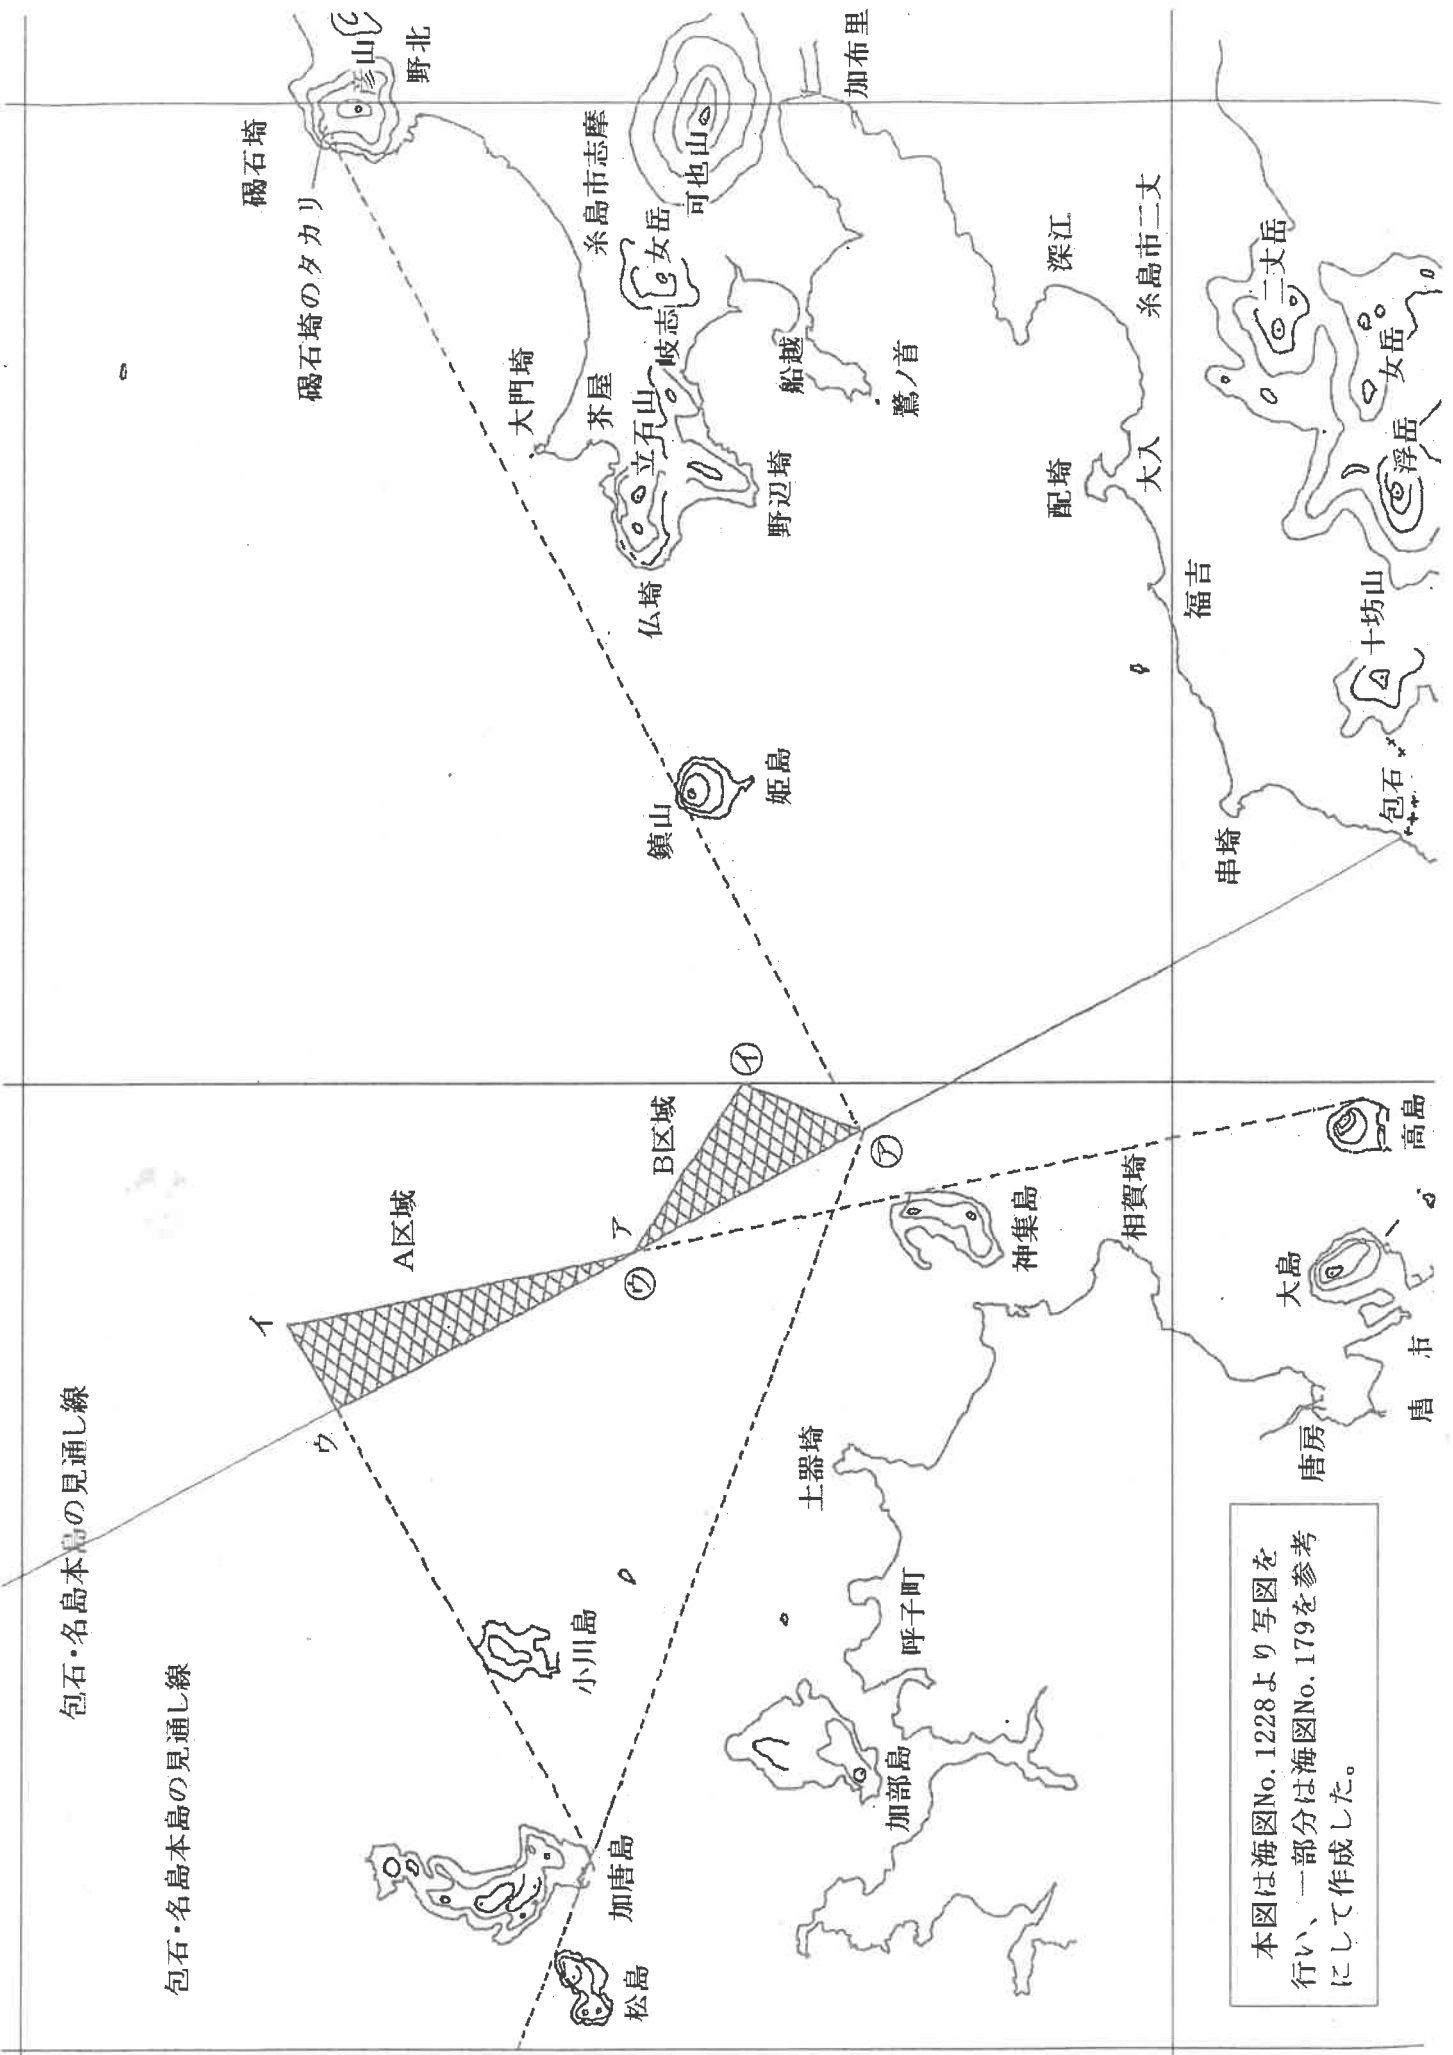 包石・名島本島の見通し線
包石・名島本島の見通し線
A区域
イ
ウ
ア
㋒
B区域
㋑
㋐
碣石埼
碣石埼のタカリ
彦山
野北
大門埼
芥屋
糸島市志摩
女岳
可也山
加布里
岐志
立石山
仏埼
野辺埼
船越
鷺ノ首
深江
糸島市二丈
大入
配埼
福吉
二丈岳
女岳
浮岳
十坊山
包石
串埼
鎮山
姫島
小川島
加唐島
松島
加部島
呼子町
土器埼
神集島
相賀埼
高島
大島
唐房
唐 市
本図は海図No.1228より写図を
行い、一部分は海図No.179を参考
にして作成した。